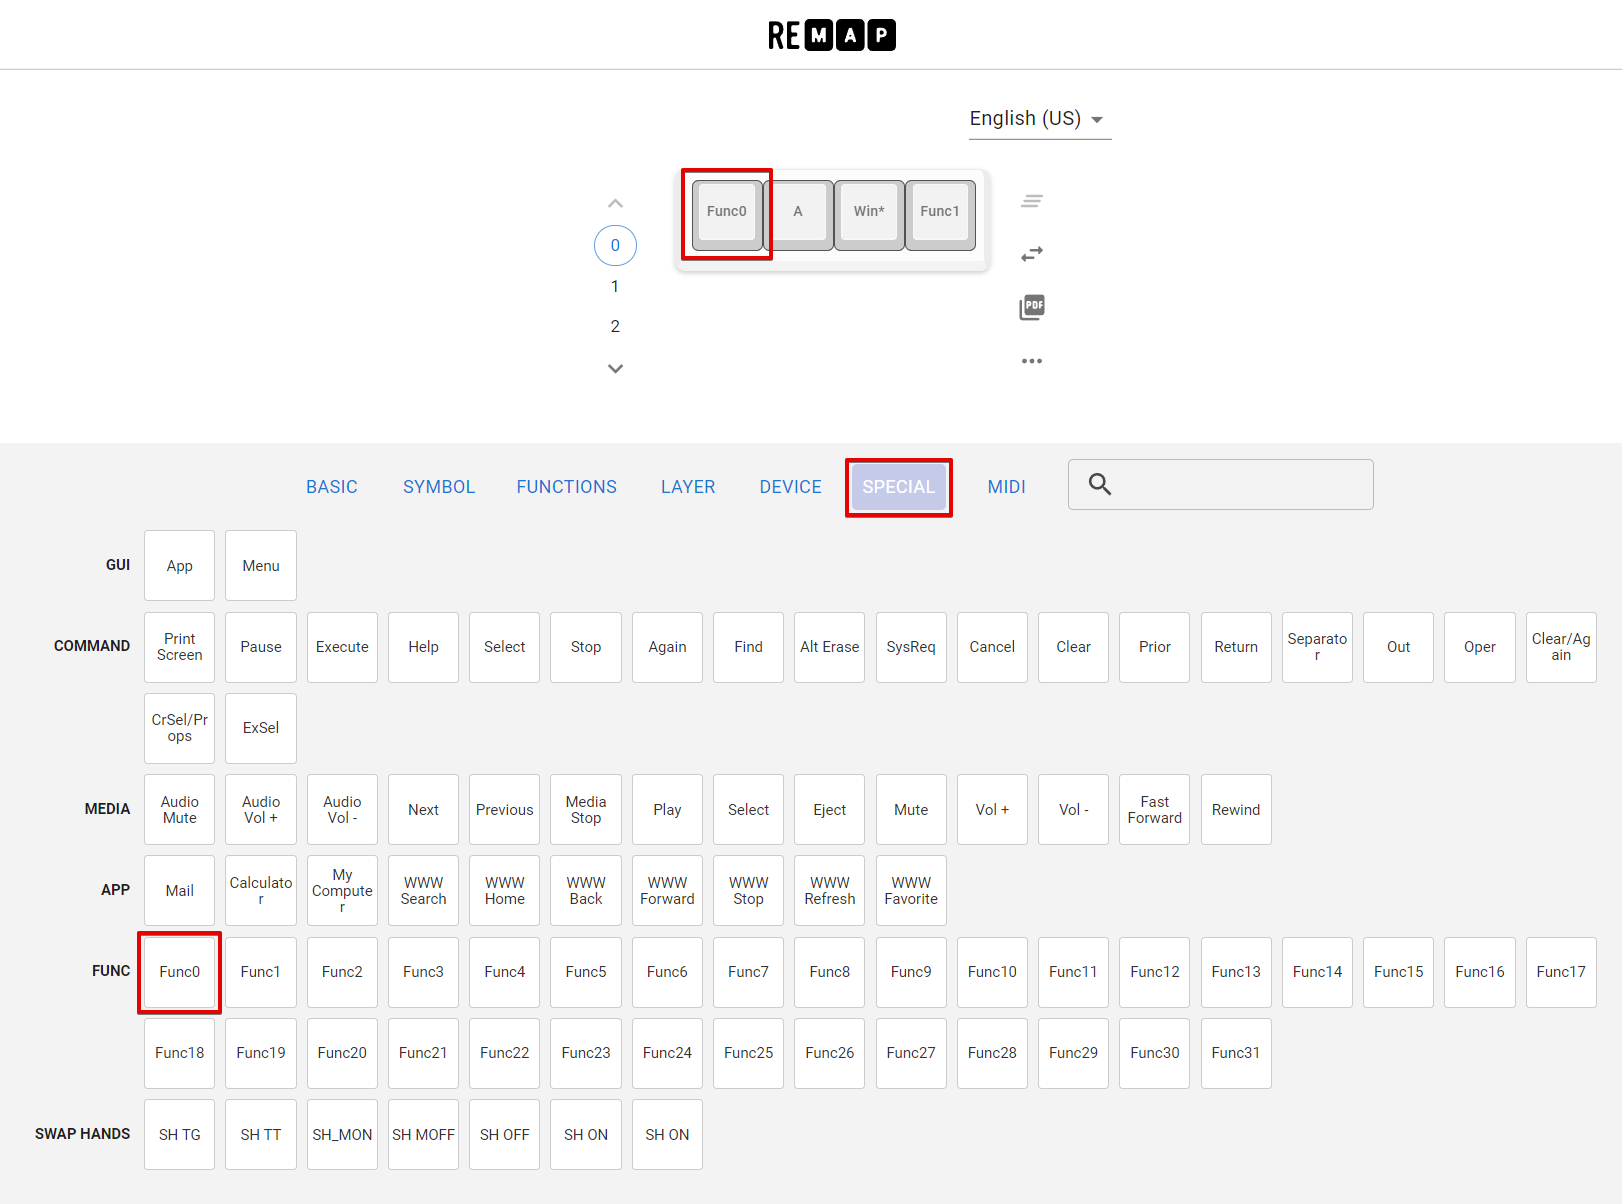 REMAP
English (US)
Func0 A Win* Func1
0
1
2
PDF
BASIC SYMBOL FUNCTIONS LAYER DEVICE SPECIAL MIDI
GUI App Menu
COMMAND Print Screen Pause Execute Help Select Stop Again Find Alt Erase SysReq Cancel Clear Prior Return Separator Out Oper Clear/Again
CrSel/Props ExSel
MEDIA Audio Mute Audio Vol + Audio Vol - Next Previous Media Stop Play Select Eject Mute Vol + Vol - Fast Forward Rewind
APP Mail Calculator My Computer WWW Search WWW Home WWW Back WWW Forward WWW Stop WWW Refresh WWW Favorite
FUNC Func0 Func1 Func2 Func3 Func4 Func5 Func6 Func7 Func8 Func9 Func10 Func11 Func12 Func13 Func14 Func15 Func16 Func17
Func18 Func19 Func20 Func21 Func22 Func23 Func24 Func25 Func26 Func27 Func28 Func29 Func30 Func31
SWAP HANDS SH TG SH TT SH_MON SH MOFF SH OFF SH ON SH ON